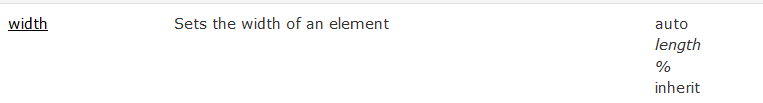 width Sets the width of an element auto
length
%
inherit